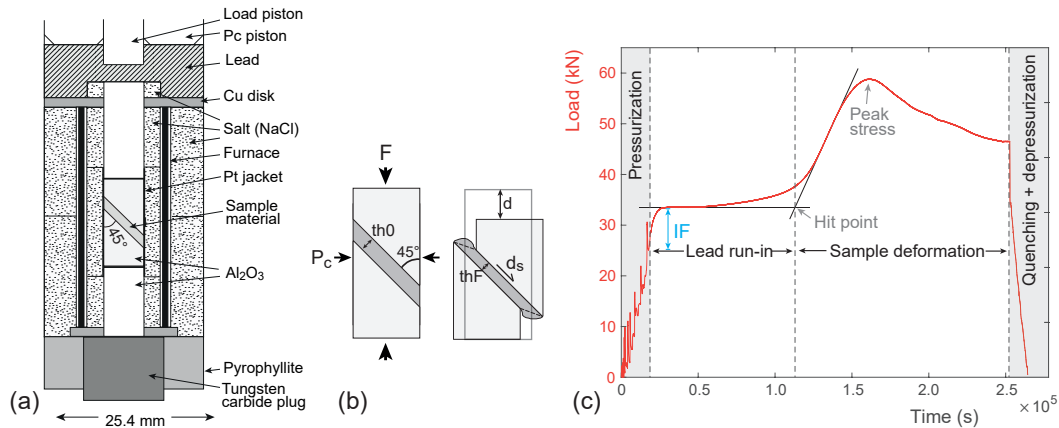 Load piston
Pc piston
Lead
Cu disk
Salt (NaCl)
Furnace
Pt jacket
Sample
material
45°
Al₂O₃
Pyrophyllite
Tungsten
carbide plug
25.4 mm
(a)
F
th0
45°
Pc
d
ds
thF
(b)
Load (kN)
60
50
40
30
20
10
0
Pressurization
IF
Lead run-in
Hit point
Peak
stress
Sample deformation
Quenching + depressurization
0 0.5 1.0 1.5 2.0 2.5
× 10⁵
Time (s)
(c)